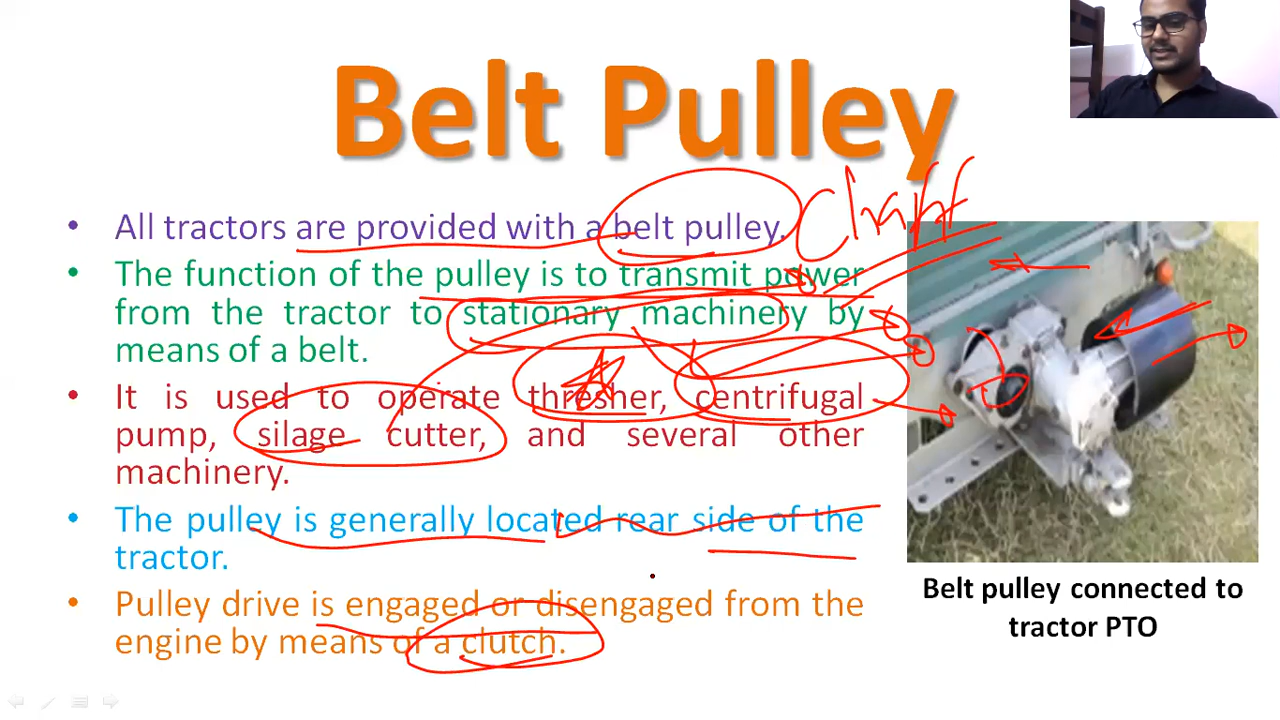 Belt Pulley
• All tractors are provided with a belt pulley.
Chaff
• The function of the pulley is to transmit power
from the tractor to stationary machinery by
means of a belt.
• It is used to operate thresher, centrifugal
pump, silage cutter, and several other
machinery.
• The pulley is generally located rear side of the
tractor.
• Pulley drive is engaged or disengaged from the
engine by means of a clutch.
Belt pulley connected to
tractor PTO